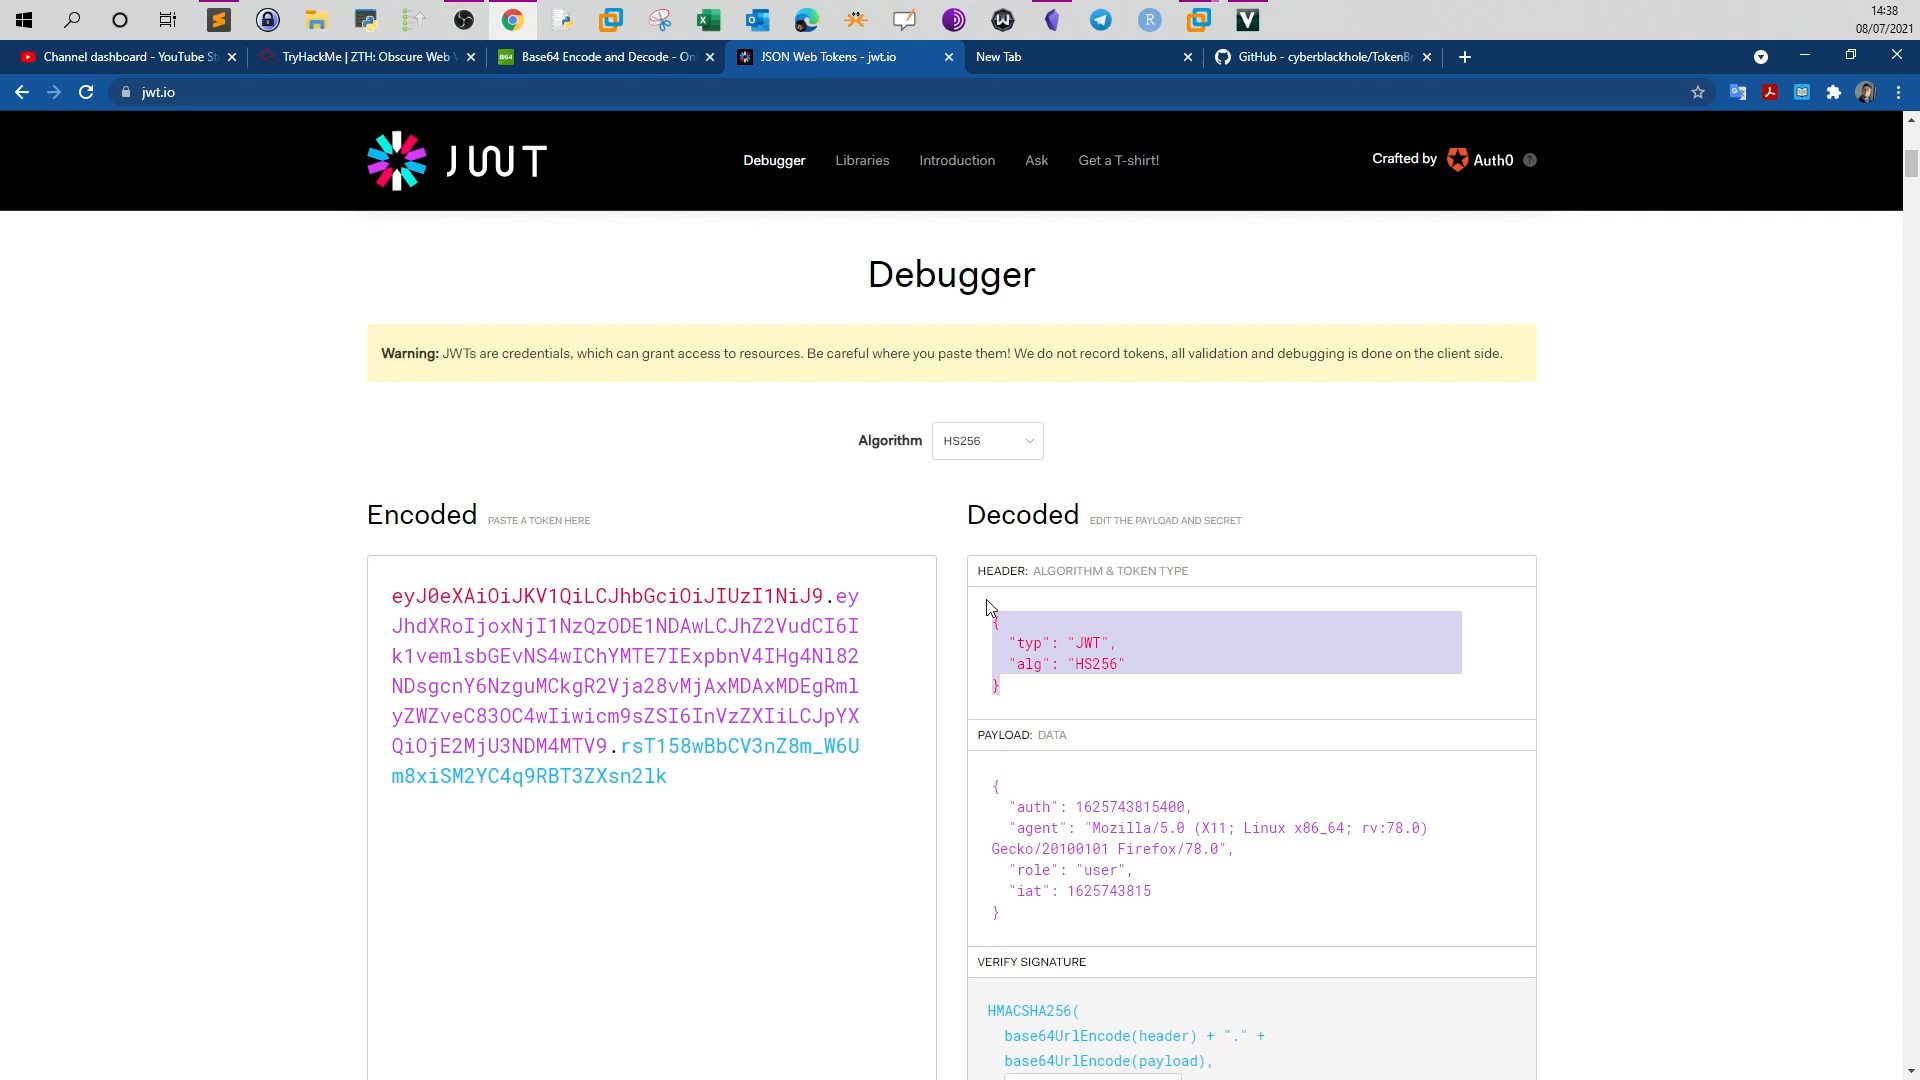 14:38
08/07/2021
Channel dashboard - YouTube St
TryHackMe | ZTH: Obscure Web V
B64 Base64 Encode and Decode - On
JSON Web Tokens - jwt.io
New Tab
GitHub - cyberblackhole/TokenBr
jwt.io
JWT
Debugger
Libraries
Introduction
Ask
Get a T-shirt!
Crafted by Auth0 ?
Debugger
Warning: JWTs are credentials, which can grant access to resources. Be careful where you paste them! We do not record tokens, all validation and debugging is done on the client side.
Algorithm HS256
Encoded PASTE A TOKEN HERE
eyJ0eXAiOiJKV1QiLCJhbGciOiJIUzI1NiJ9.ey
JhdXRoIjoxNjI1NzQzODE1NDAwLCJhZ2VudCI6I
k1vemlsbGEvNS4wIChYMTE7IExpbnV4IHg4Nl82
NDsgcnY6NzguMCkgR2Vja28vMjAxMDAxMDEgRml
yZWZveC83OC4wIiwicm9sZSI6InVzZXIiLCJpYX
QiOjE2MjU3NDM4MTV9.rsT158wBbCV3nZ8m_W6U
m8xiSM2YC4q9RBT3ZXsn2lk
Decoded EDIT THE PAYLOAD AND SECRET
HEADER: ALGORITHM & TOKEN TYPE
{
"typ": "JWT",
"alg": "HS256"
}
PAYLOAD: DATA
{
"auth": 1625743815400,
"agent": "Mozilla/5.0 (X11; Linux x86_64; rv:78.0)
Gecko/20100101 Firefox/78.0",
"role": "user",
"iat": 1625743815
}
VERIFY SIGNATURE
HMACSHA256(
base64UrlEncode(header) + "." +
base64UrlEncode(payload),